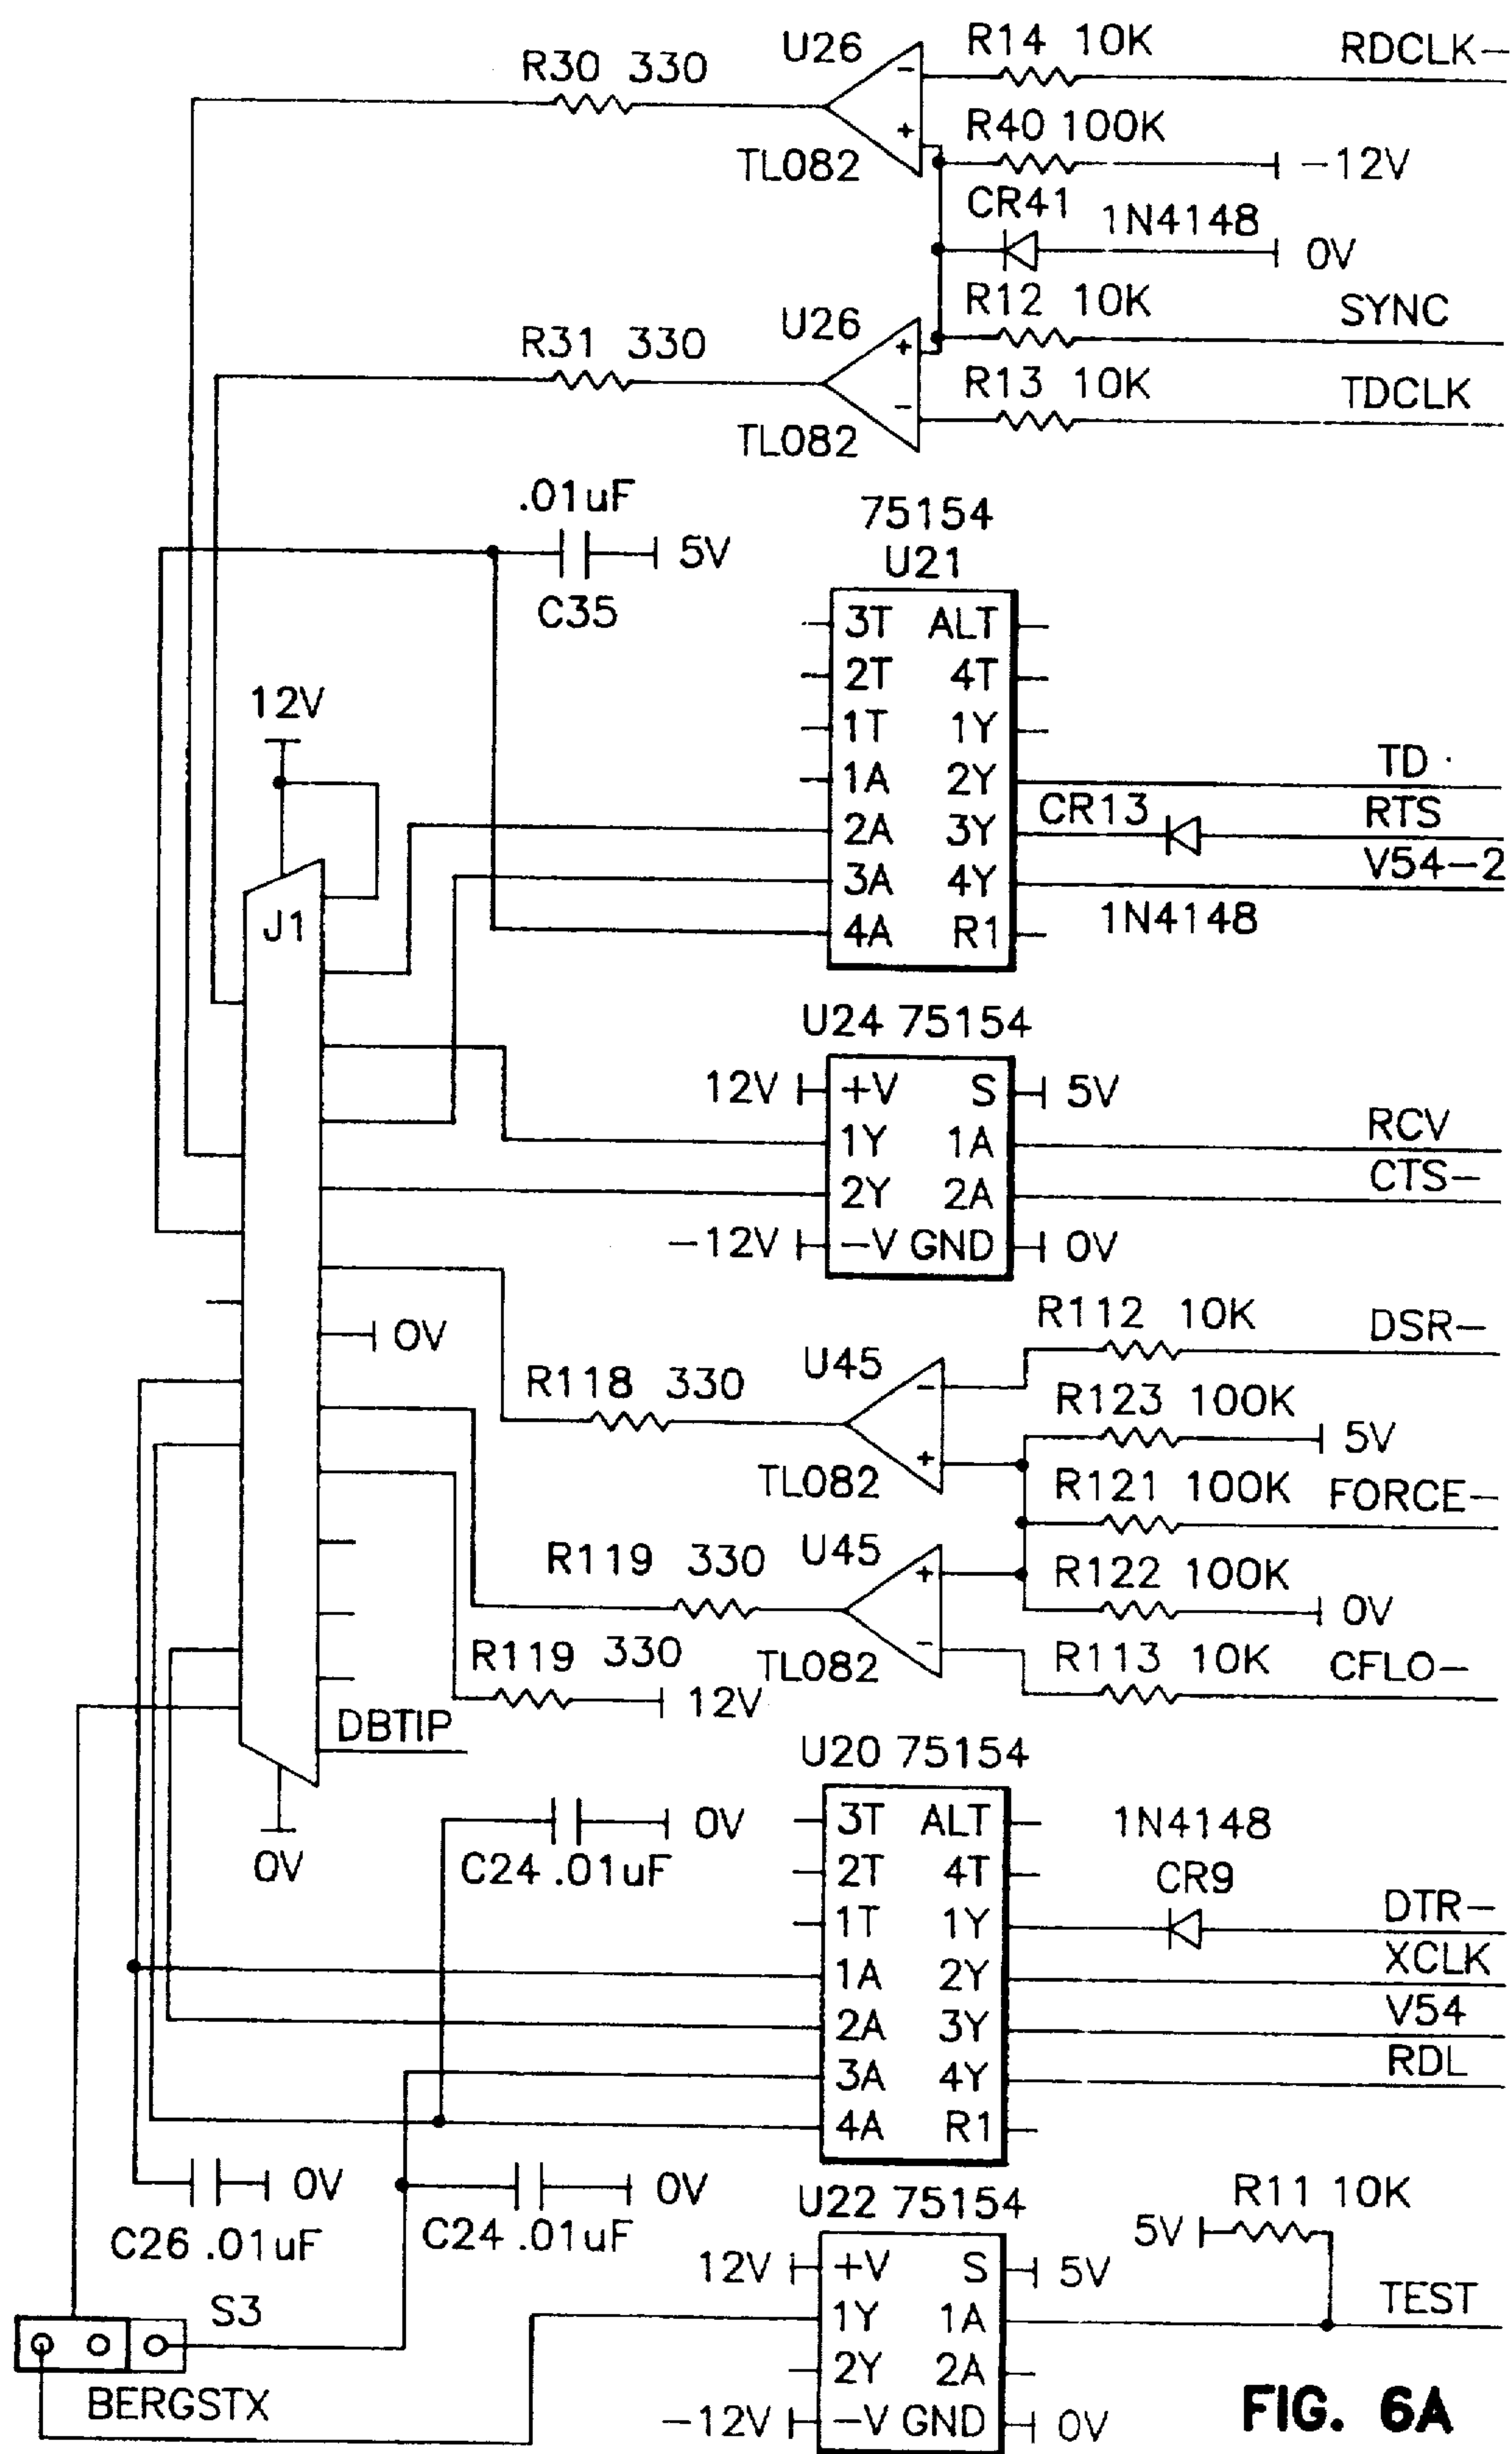 U26
R14 10K
RDCLK-
R30 330
-
+
R40 100K
TL082
-12V
CR41
1N4148
0V
R12 10K
SYNC
U26
R31 330
+
-
R13 10K
TDCLK
TL082
.01uF
5V
C35
75154
U21
3T ALT
2T 4T
1T 1Y
1A 2Y
2A 3Y
3A 4Y
4A R1
TD
CR13
RTS
V54-2
1N4148
12V
J1
U24 75154
12V
+V S
5V
1Y 1A
2Y 2A
-12V
-V GND
0V
RCV
CTS-
0V
R112 10K
DSR-
U45
R118 330
-
+
R123 100K
5V
TL082
R121 100K
FORCE-
R119 330
U45
+
-
R122 100K
0V
R119 330
TL082
R113 10K
CFLO-
12V
DBTIP
0V
U20 75154
0V
C24 .01uF
3T ALT
2T 4T
1T 1Y
1A 2Y
2A 3Y
3A 4Y
4A R1
1N4148
CR9
DTR-
XCLK
V54
RDL
0V
C26 .01uF
0V
C24 .01uF
U22 75154
R11 10K
5V
12V
+V S
5V
S3
1Y 1A
TEST
2Y 2A
BERGSTX
-12V
-V GND
0V
FIG. 6A